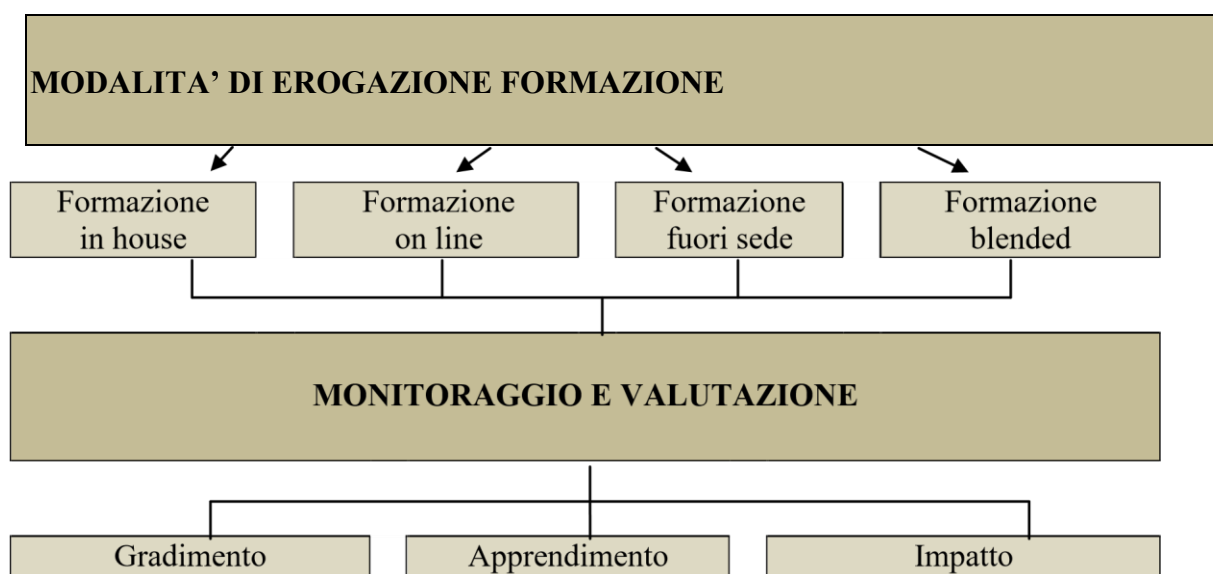 MODALITA’ DI EROGAZIONE FORMAZIONE
Formazione
in house
Formazione
on line
Formazione
fuori sede
Formazione
blended
MONITORAGGIO E VALUTAZIONE
Gradimento
Apprendimento
Impatto